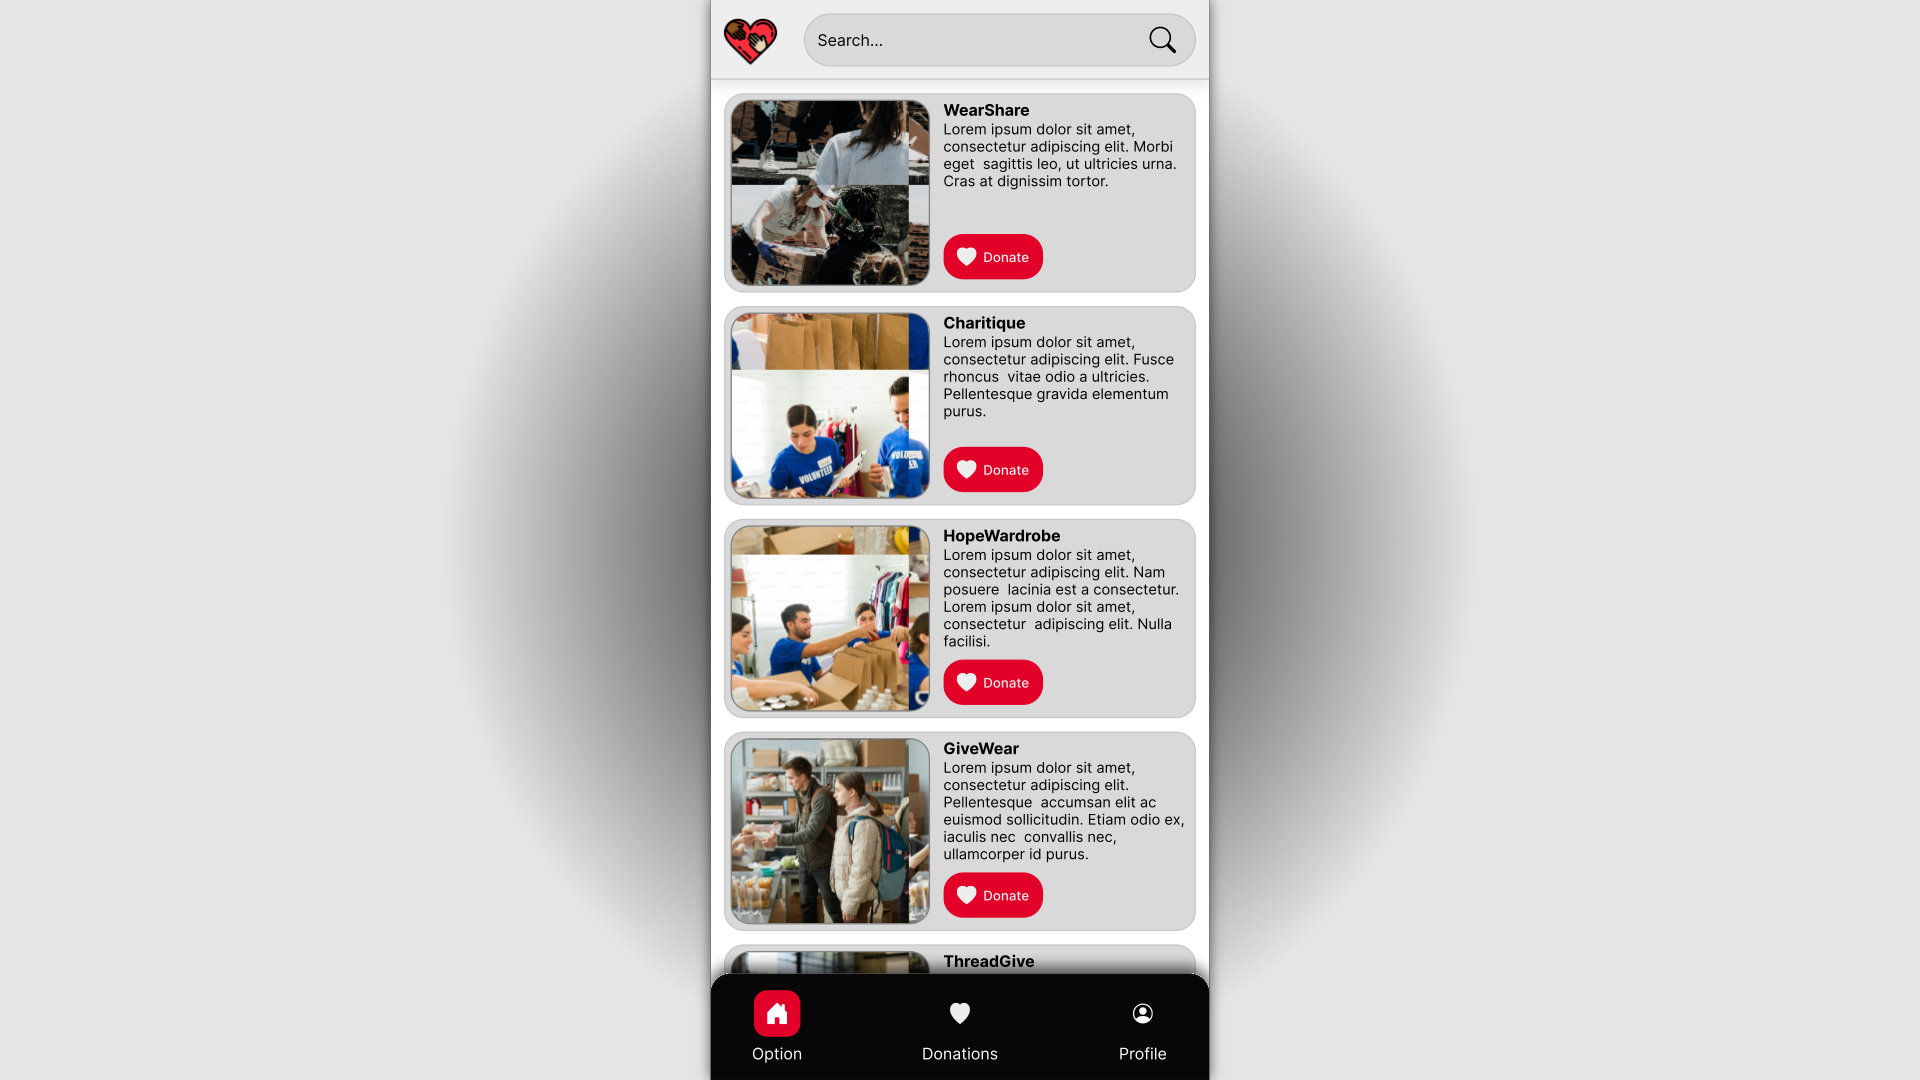 Search...
WearShare
Lorem ipsum dolor sit amet,
consectetur adipiscing elit. Morbi
eget  sagittis leo, ut ultricies urna.
Cras at dignissim tortor.
Donate
Charitique
Lorem ipsum dolor sit amet,
consectetur adipiscing elit. Fusce
rhoncus  vitae odio a ultricies.
Pellentesque gravida elementum
purus.
VOLUNTEER
Donate
HopeWardrobe
Lorem ipsum dolor sit amet,
consectetur adipiscing elit. Nam
posuere  lacinia est a consectetur.
Lorem ipsum dolor sit amet,
consectetur  adipiscing elit. Nulla
facilisi.
Donate
GiveWear
Lorem ipsum dolor sit amet,
consectetur adipiscing elit.
Pellentesque  accumsan elit ac
euismod sollicitudin. Etiam odio ex,
iaculis nec  convallis nec,
ullamcorper id purus.
Donate
ThreadGive
Option
Donations
Profile